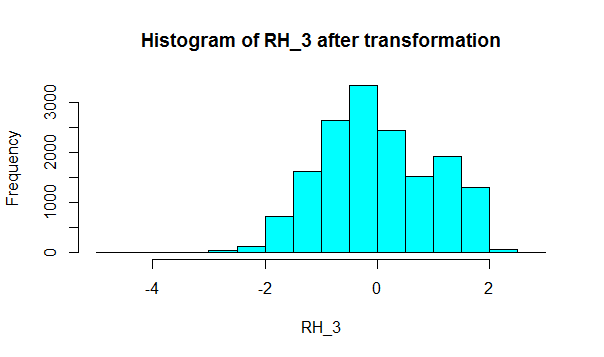 Histogram of RH_3 after transformation
Frequency
3000
2000
1000
0
-4
-2
0
2
RH_3